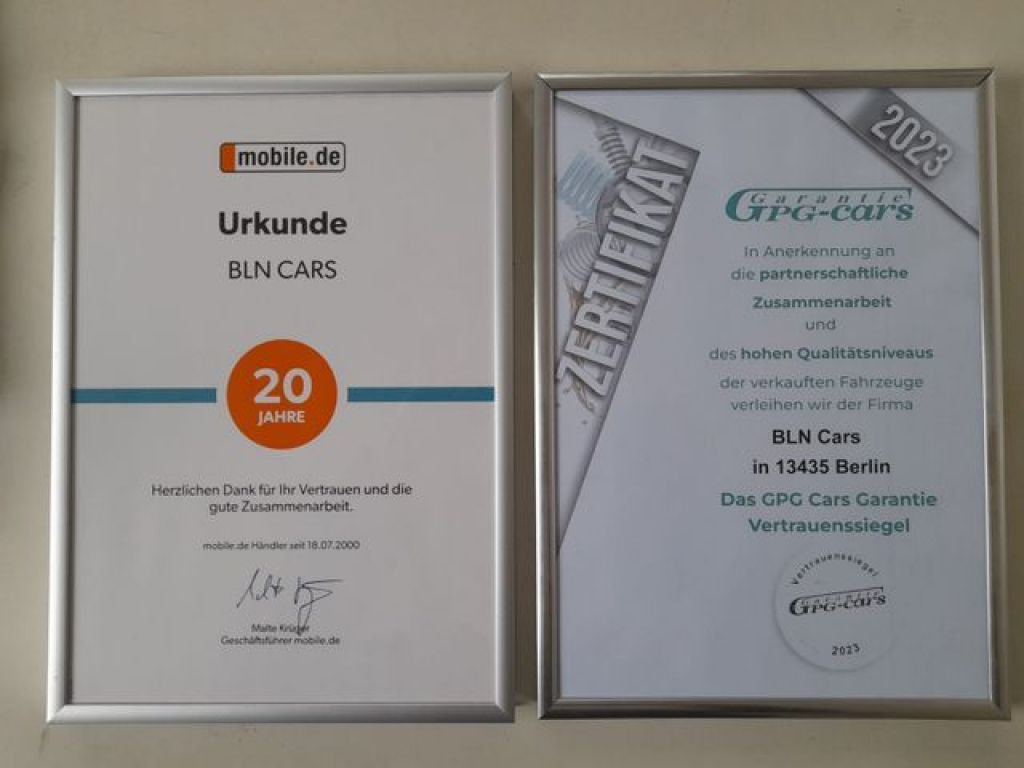 mobile.de
Urkunde
BLN CARS
20
JAHRE
Herzlichen Dank für Ihr Vertrauen und die
gute Zusammenarbeit.
mobile.de Händler seit 18.07.2000
Malte Krüger
Geschäftsführer mobile.de
ZERTIFIKAT
2023
Garantie
GPG-cars
In Anerkennung an
die partnerschaftliche
Zusammenarbeit
und
des hohen Qualitätsniveaus
der verkauften Fahrzeuge
verleihen wir der Firma
BLN Cars
in 13435 Berlin
Das GPG Cars Garantie
Vertrauenssiegel
Vertrauenssiegel
Garantie
GPG-cars
2023